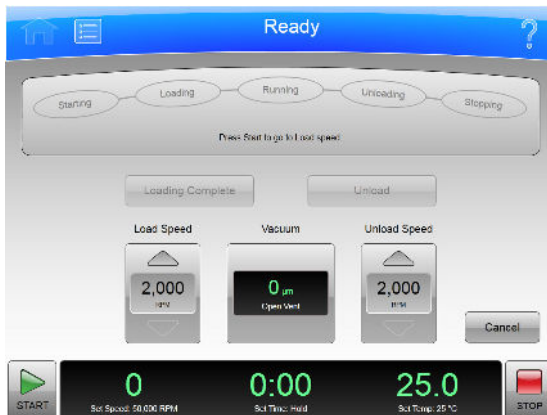 Ready
?
Starting
Loading
Running
Unloading
Stopping
Press Start to go to Load speed
Loading Complete
Unload
Load Speed
Vacuum
Unload Speed
2,000
RPM
0 µm
Open Vent
2,000
RPM
Cancel
START
0
Set Speed: 50,000 RPM
0:00
Set Time: Hold
25.0
Set Temp: 25 °C
STOP